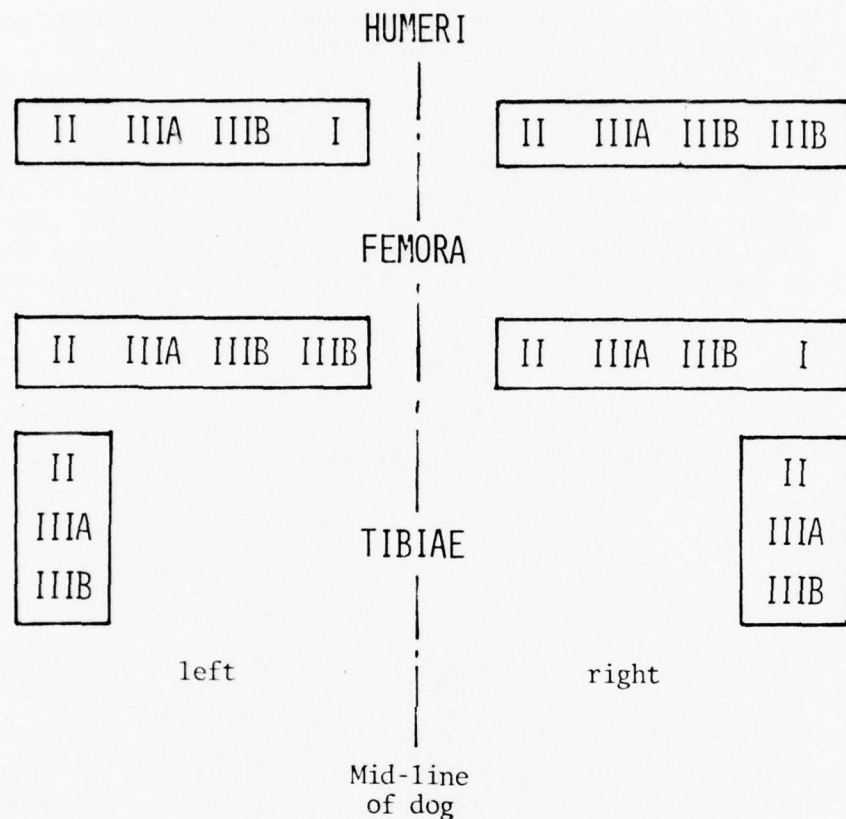 HUMERI
II IIIA IIIB I
II IIIA IIIB IIIB
FEMORA
II IIIA IIIB IIIB
II IIIA IIIB I
II
IIIA
IIIB
TIBIAE
II
IIIA
IIIB
left
right
Mid-line
of dog